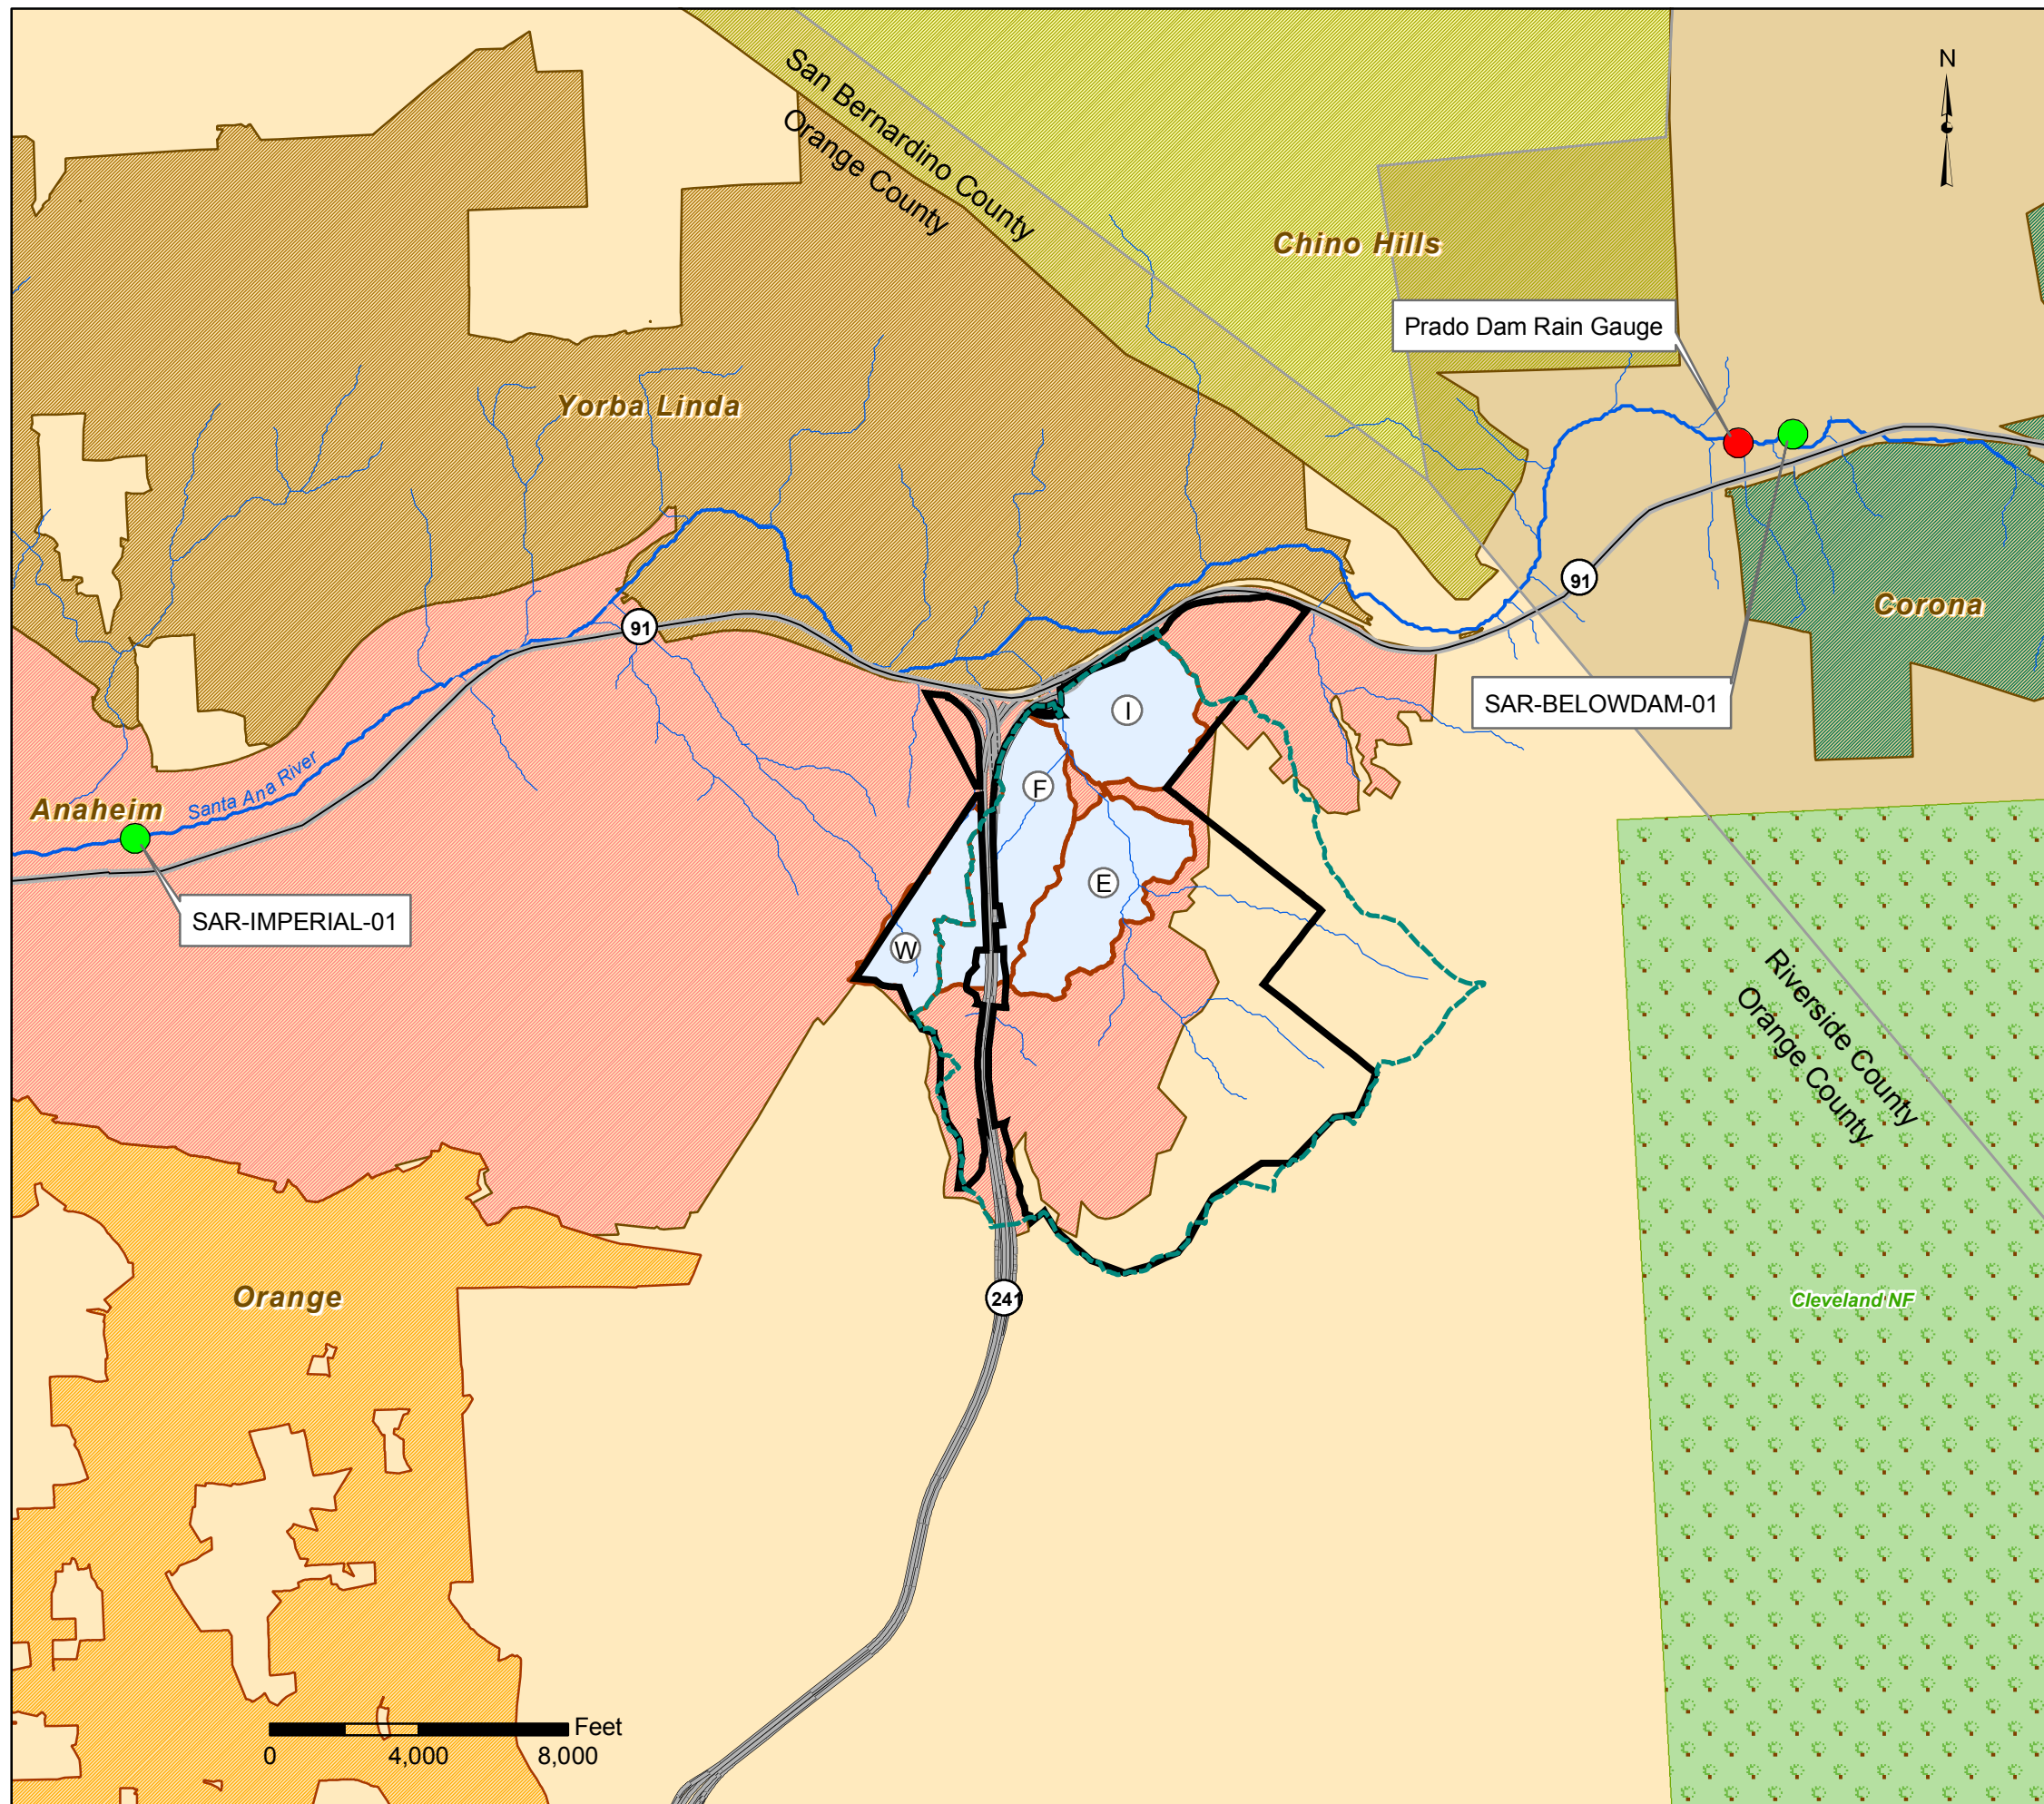 N
San Bernardino County
Orange County
Chino Hills
Prado Dam Rain Gauge
Yorba Linda
91
91
Corona
SAR-BELOWDAM-01
I
F
Santa Ana River
Anaheim
E
SAR-IMPERIAL-01
W
Riverside County
Orange County
Orange
241
Cleveland NF
Feet
0 4,000 8,000